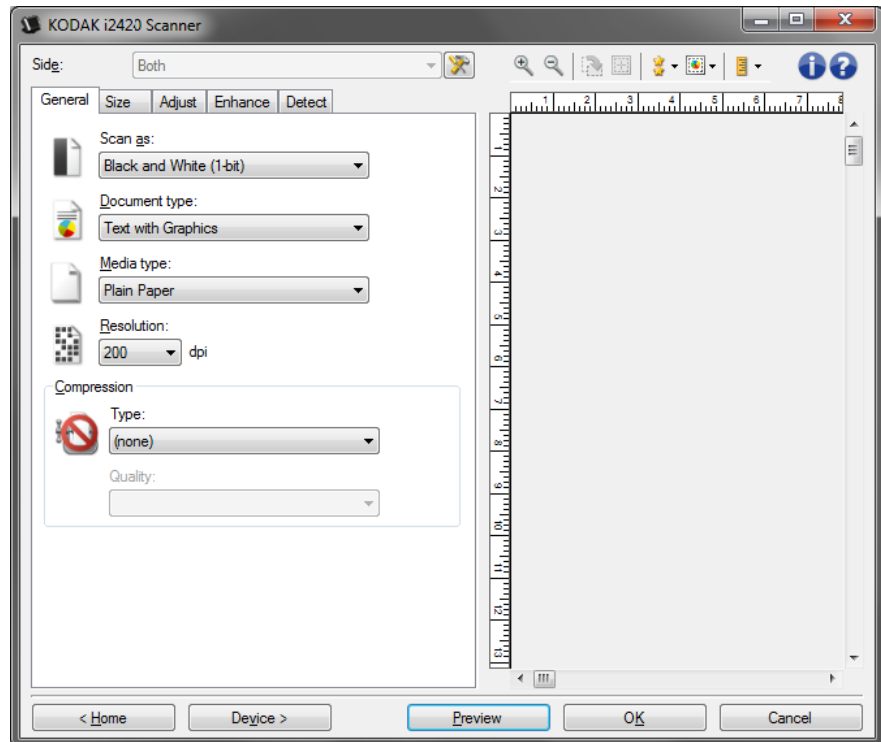 KODAK i2420 Scanner
Side:
Both
General Size Adjust Enhance Detect
Scan as:
Black and White (1-bit)
Document type:
Text with Graphics
Media type:
Plain Paper
Resolution:
200 dpi
Compression
Type:
(none)
Quality:
1 2 3 4 5 6 7 8
1
2
3
4
5
6
7
8
9
10
11
12
13
< Home Device > Preview OK Cancel